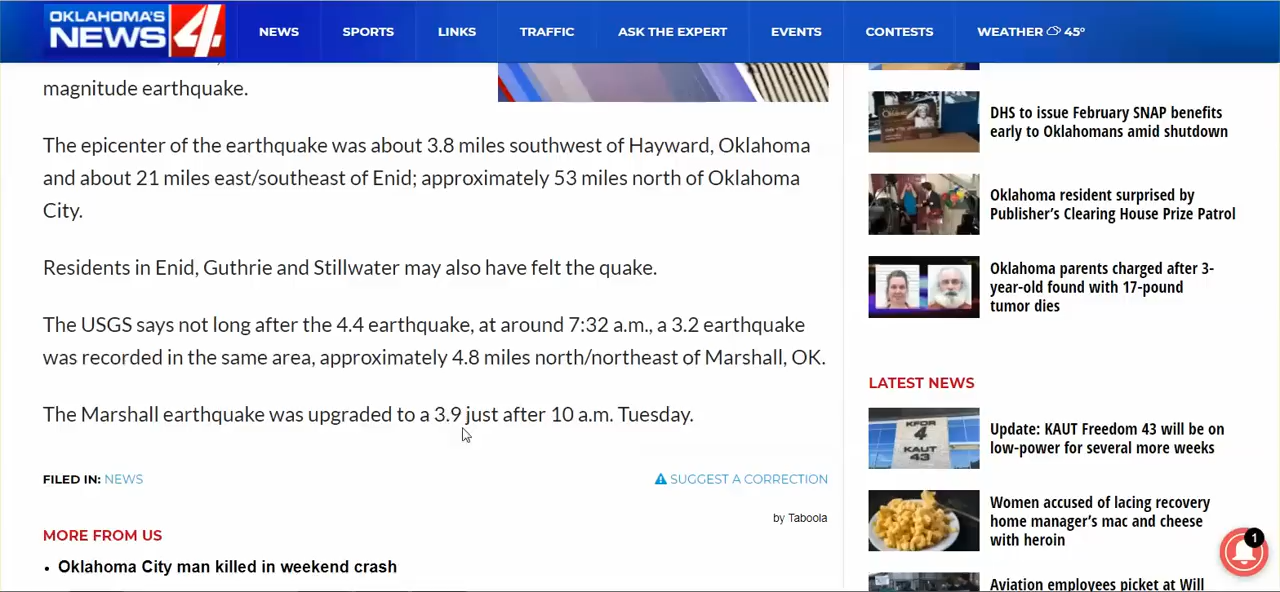 OKLAHOMA'S
NEWS 4
NEWS
SPORTS
LINKS
TRAFFIC
ASK THE EXPERT
EVENTS
CONTESTS
WEATHER 45°
magnitude earthquake.
The epicenter of the earthquake was about 3.8 miles southwest of Hayward, Oklahoma
and about 21 miles east/southeast of Enid; approximately 53 miles north of Oklahoma
City.
Residents in Enid, Guthrie and Stillwater may also have felt the quake.
The USGS says not long after the 4.4 earthquake, at around 7:32 a.m., a 3.2 earthquake
was recorded in the same area, approximately 4.8 miles north/northeast of Marshall, OK.
The Marshall earthquake was upgraded to a 3.9 just after 10 a.m. Tuesday.
FILED IN: NEWS
SUGGEST A CORRECTION
by Taboola
MORE FROM US
• Oklahoma City man killed in weekend crash
DHS to issue February SNAP benefits
early to Oklahomans amid shutdown
Oklahoma resident surprised by
Publisher's Clearing House Prize Patrol
Oklahoma parents charged after 3-
year-old found with 17-pound
tumor dies
LATEST NEWS
KFOR
4
KAUT
43
Update: KAUT Freedom 43 will be on
low-power for several more weeks
Women accused of lacing recovery
home manager's mac and cheese
with heroin
1
Aviation employees picket at Will